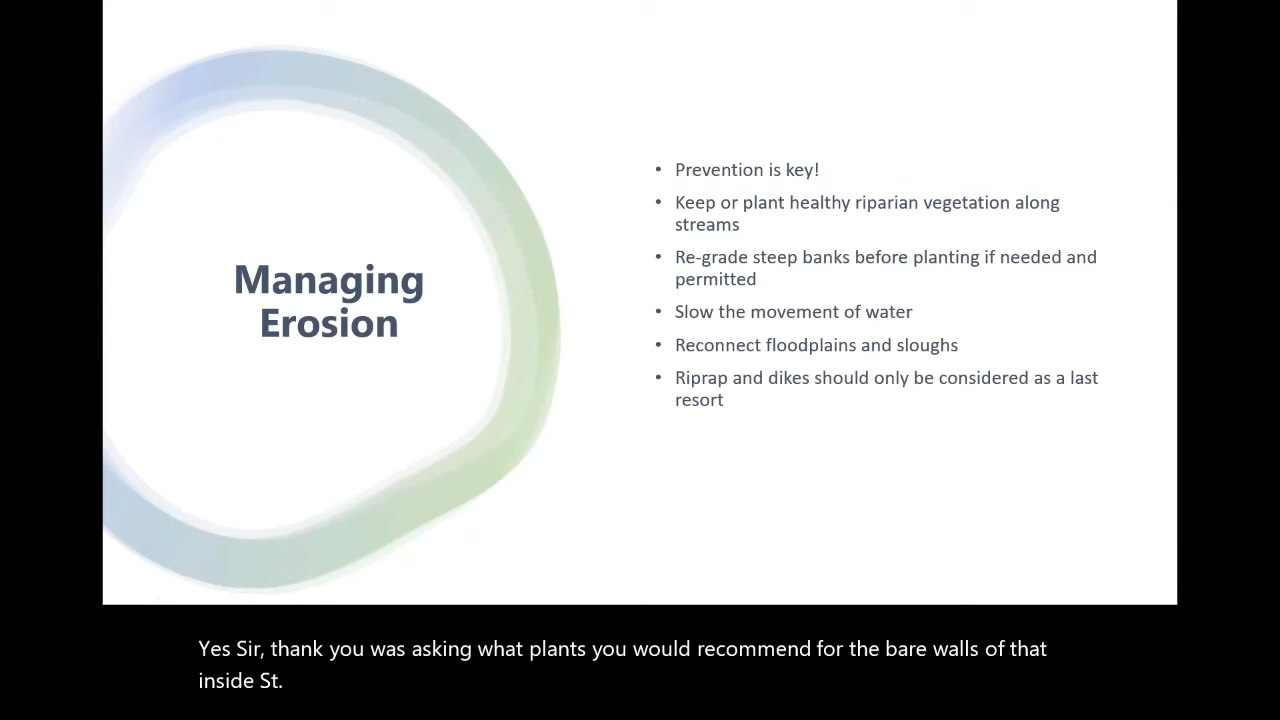 Managing
Erosion
• Prevention is key!
• Keep or plant healthy riparian vegetation along
streams
• Re-grade steep banks before planting if needed and
permitted
• Slow the movement of water
• Reconnect floodplains and sloughs
• Riprap and dikes should only be considered as a last
resort
Yes Sir, thank you was asking what plants you would recommend for the bare walls of that
inside St.